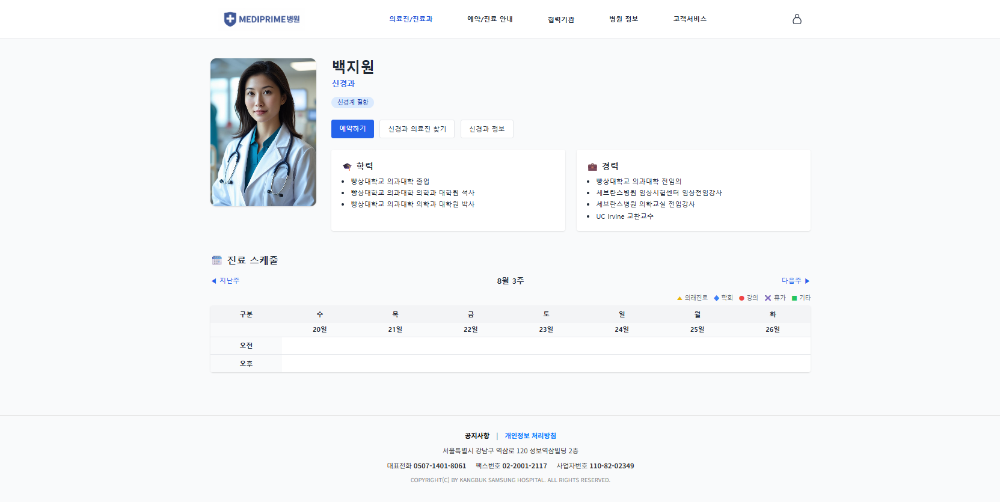 MEDIPRIME병원
의료진/진료과 예약/진료 안내 협력기관 병원 정보 고객서비스
백지원
신경과
신경계 질환
예약하기 신경과 의료진 찾기 신경과 정보
학력
• 빵상대학교 의과대학 졸업
• 빵상대학교 의과대학 의학과 대학원 석사
• 빵상대학교 의과대학 의학과 대학원 박사
경력
• 빵상대학교 의과대학 전임의
• 세브란스병원 임상시험센터 임상전임강사
• 세브란스병원 의학교실 전임강사
• UC Irvine 교환교수
진료 스케줄
◀ 지난주 8월 3주 다음주 ▶
▲ 외래진료 ◆ 학회 ● 강의 ✕ 휴가 ■ 기타
구분 수 목 금 토 일 월 화
20일 21일 22일 23일 24일 25일 26일
오전
오후
공지사항 | 개인정보 처리방침
서울특별시 강남구 역삼로 120 성보역삼빌딩 2층
대표전화 0507-1401-8061 팩스번호 02-2001-2117 사업자번호 110-82-02349
COPYRIGHT(C) BY KANGBUK SAMSUNG HOSPITAL. ALL RIGHTS RESERVED.